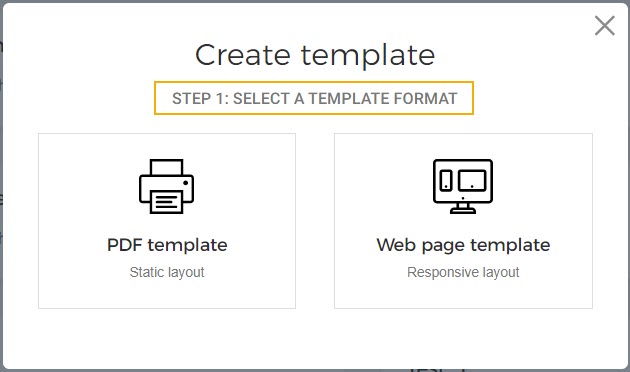 Create template
STEP 1: SELECT A TEMPLATE FORMAT
PDF template
Static layout
Web page template
Responsive layout